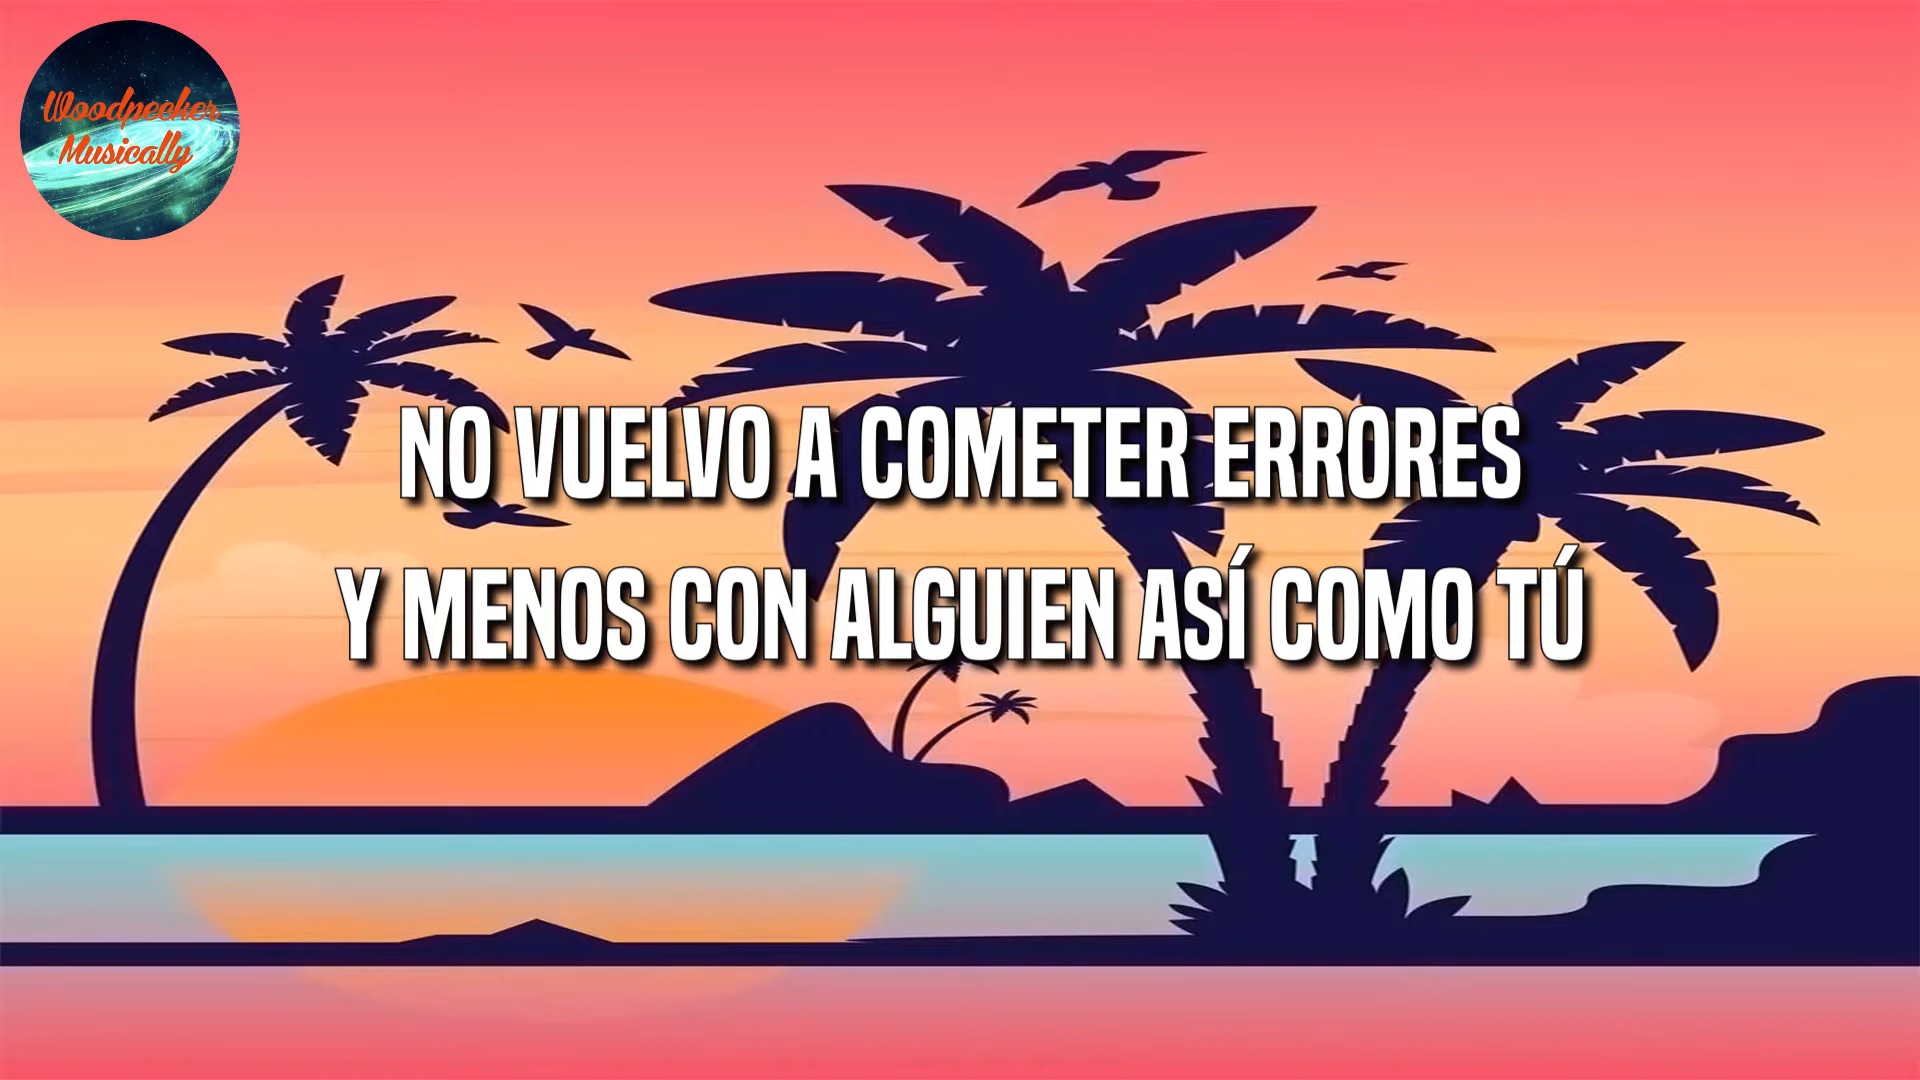 Woodpecker
Musically
NO VUELVO A COMETER ERRORES
Y MENOS CON ALGUIEN ASÍ COMO TÚ